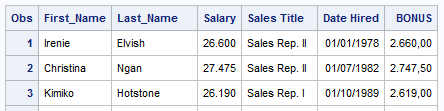 Obs First_Name Last_Name Salary Sales Title Date Hired BONUS
1 Irenie Elvish 26.600 Sales Rep. II 01/01/1978 2.660,00
2 Christina Ngan 27.475 Sales Rep. II 01/07/1982 2.747,50
3 Kimiko Hotstone 26.190 Sales Rep. I 01/10/1989 2.619,00